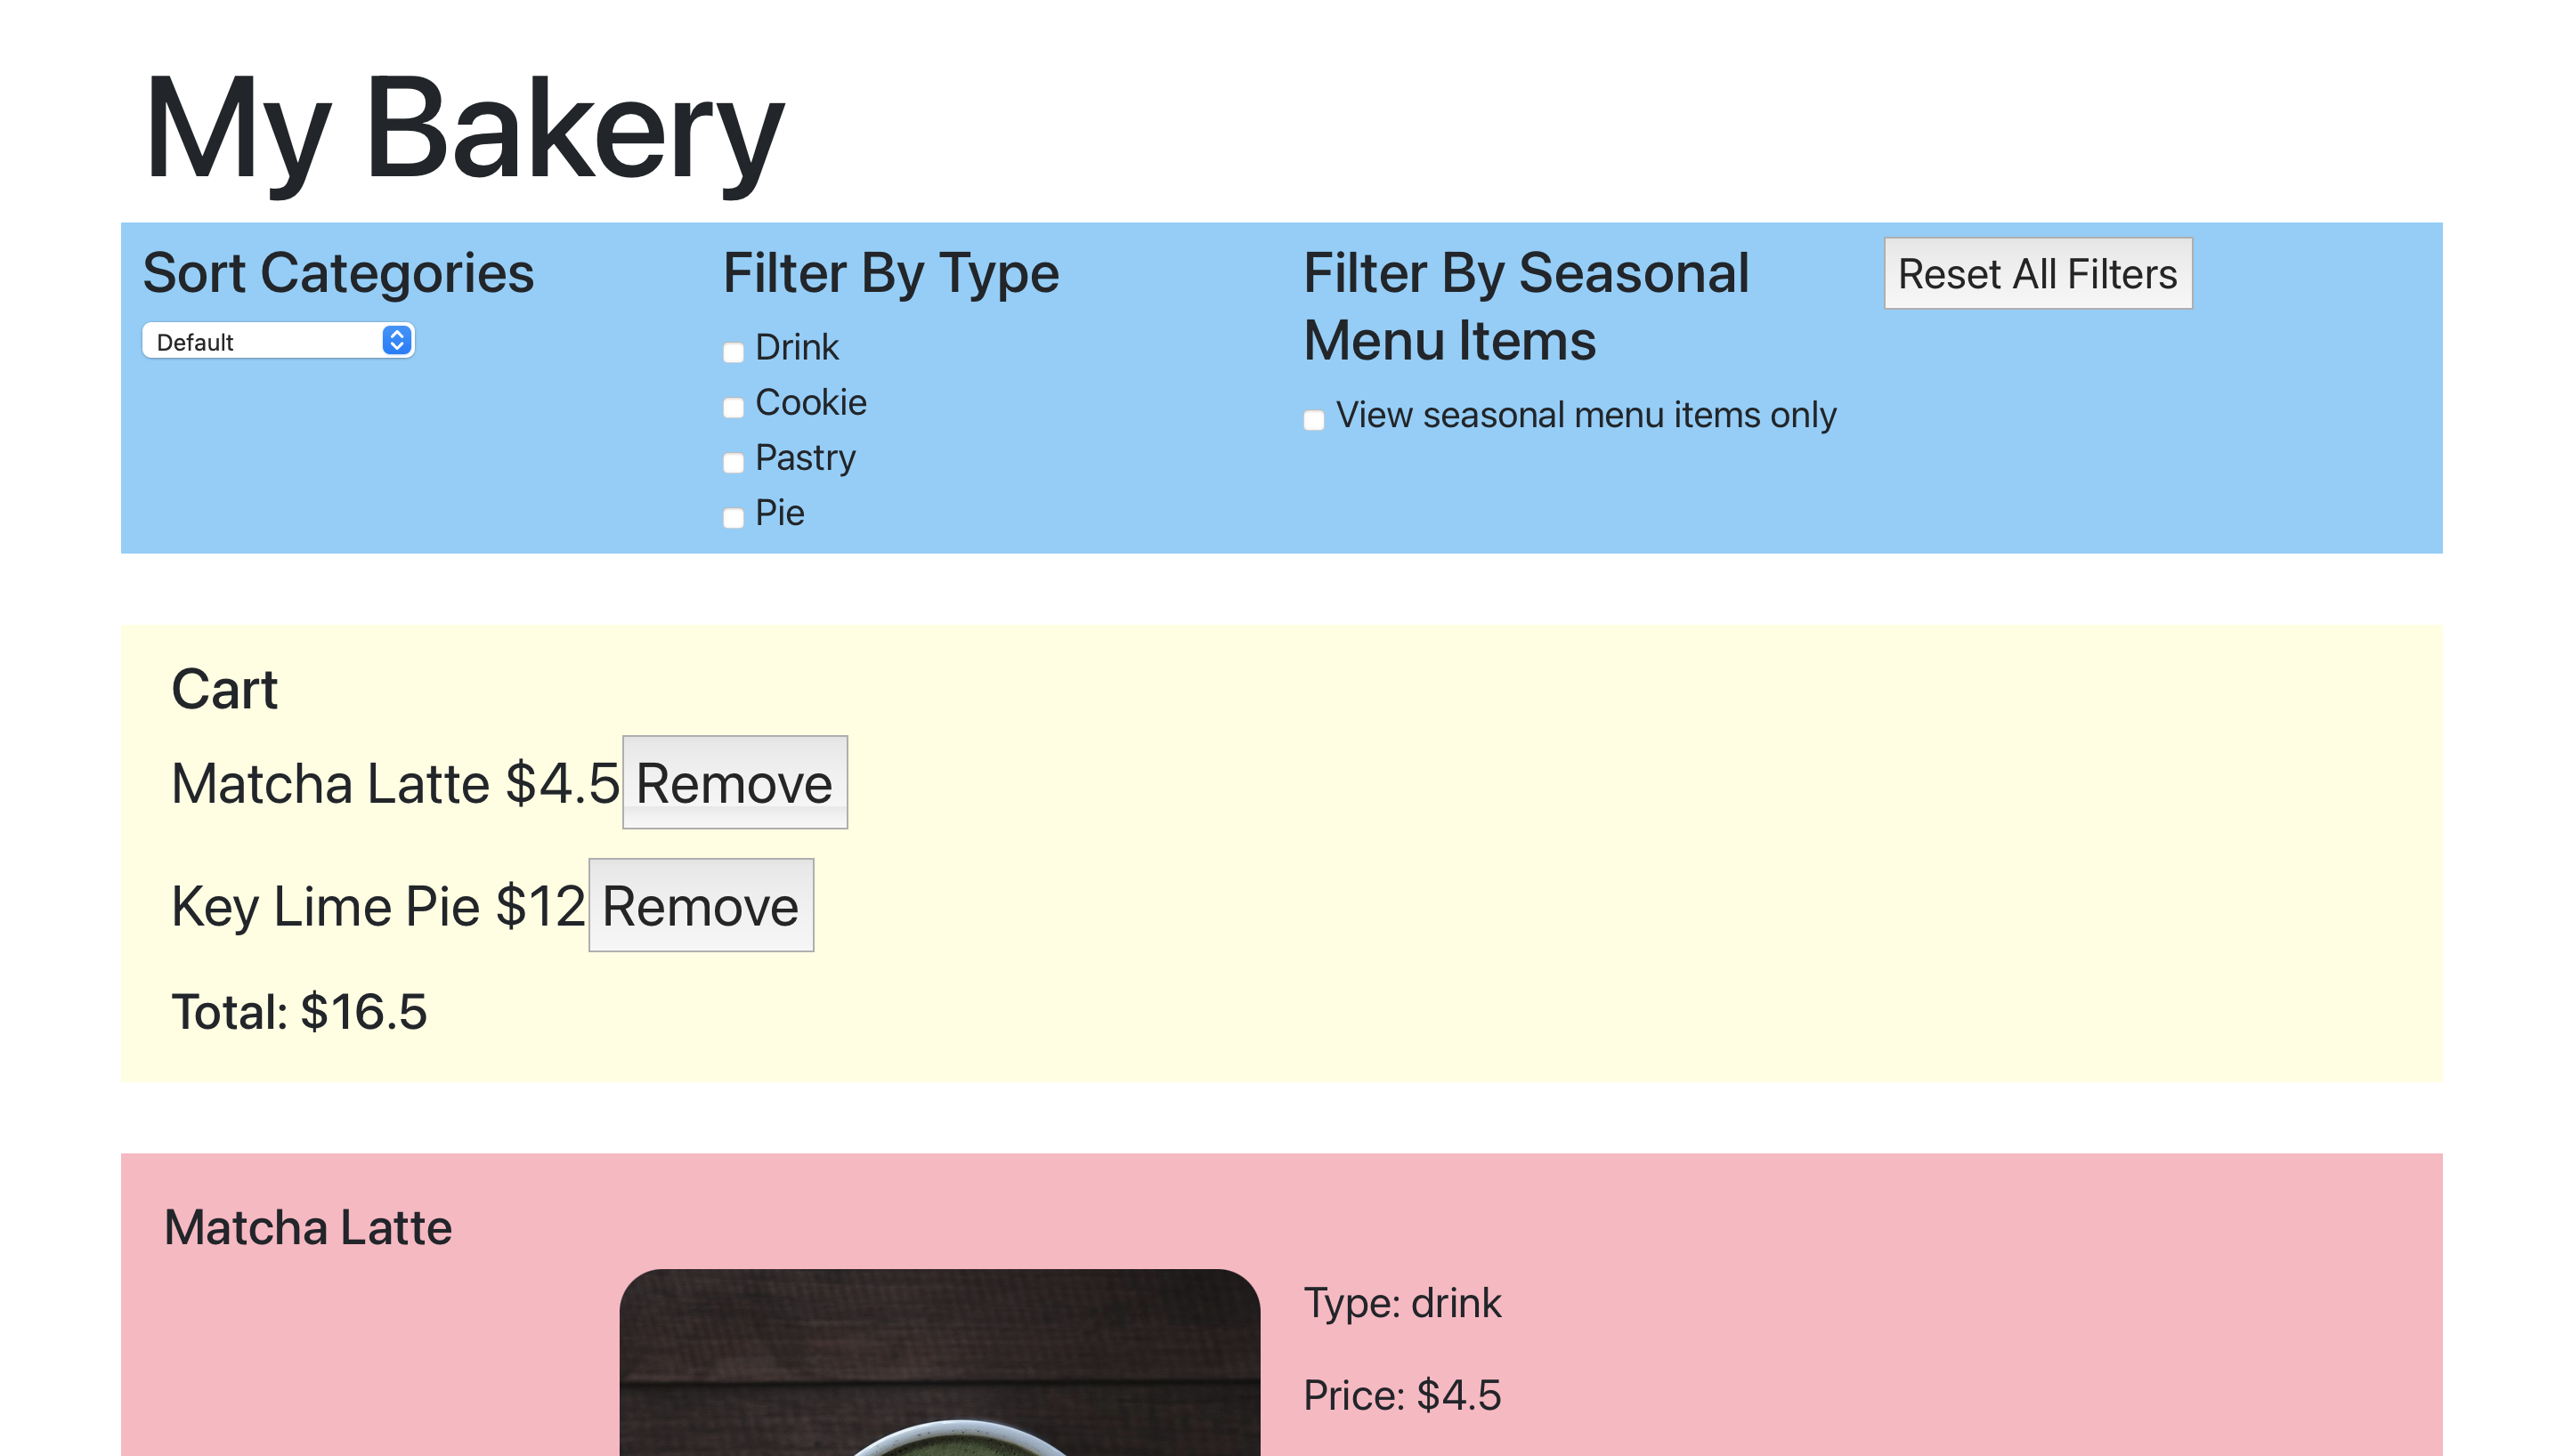 My Bakery
Sort Categories
Default
Filter By Type
Drink
Cookie
Pastry
Pie
Filter By Seasonal
Menu Items
View seasonal menu items only
Reset All Filters
Cart
Matcha Latte $4.5 Remove
Key Lime Pie $12 Remove
Total: $16.5
Matcha Latte
Type: drink
Price: $4.5